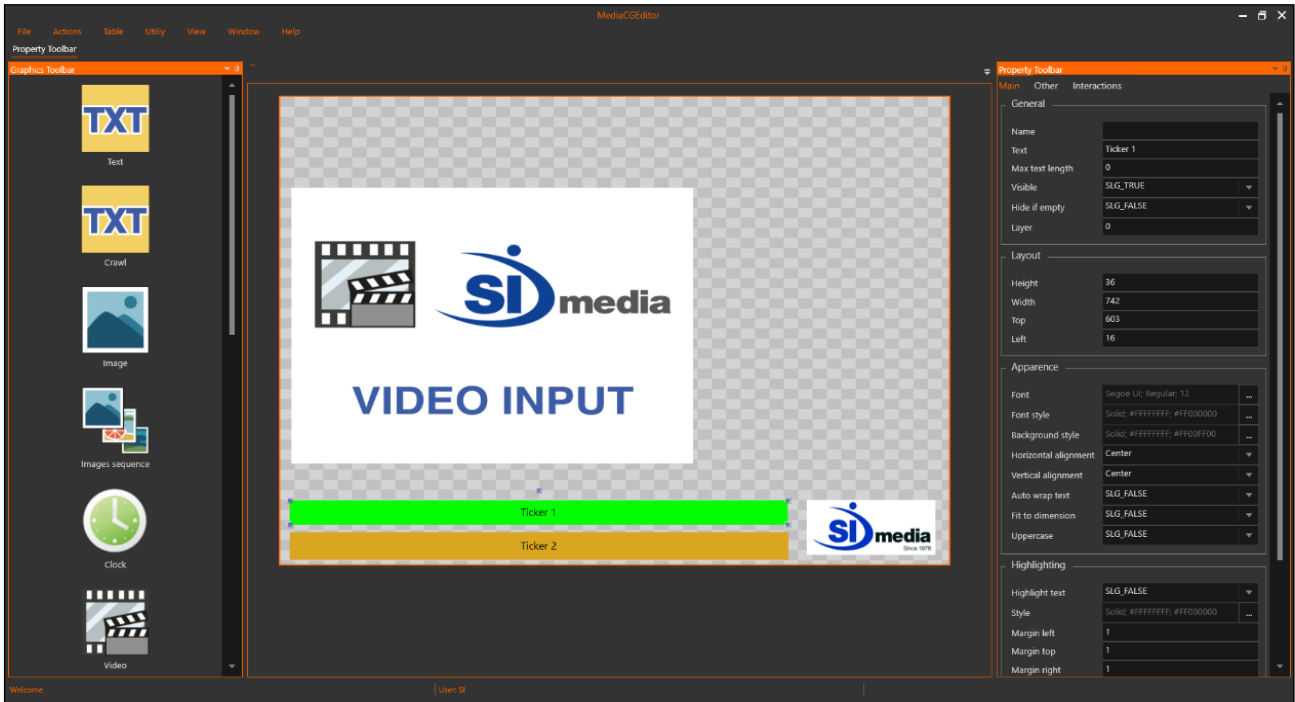 MediaCGEditor
File Actions Table Utiliy View Window Help
Property Toolbar
Graphics Toolbar
TXT
Text
TXT
Crawl
Image
Images sequence
Clock
Video
SI media
VIDEO INPUT
Ticker 1
Ticker 2
SI media
Since 1978
Property Toolbar
Main Other Interactions
General
Name
Text Ticker 1
Max text length 0
Visible SLG_TRUE
Hide if empty SLG_FALSE
Layer 0
Layout
Height 36
Width 742
Top 603
Left 16
Apparence
Font Segoe UI; Regular; 12 ...
Font style Solid; #FFFFFFFF; #FF000000 ...
Background style Solid; #FFFFFFFF; #FF00FF00 ...
Horizontal alignment Center
Vertical alignment Center
Auto wrap text SLG_FALSE
Fit to dimension SLG_FALSE
Uppercase SLG_FALSE
Highlighting
Highlight text SLG_FALSE
Style Solid; #FFFFFFFF; #FF000000 ...
Margin left 1
Margin top 1
Margin right 1
Welcome User: SI